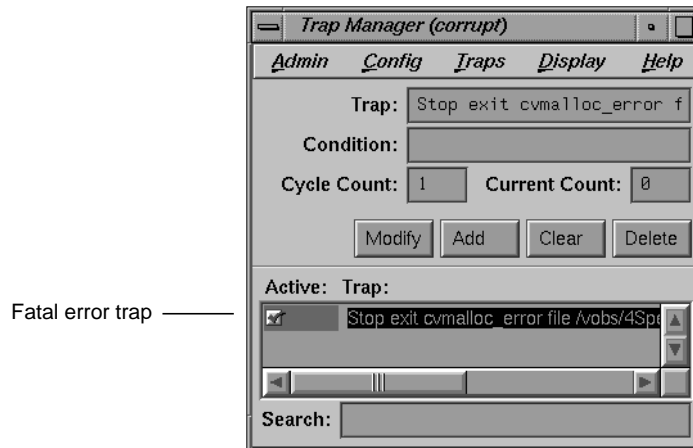 Trap Manager (corrupt)
Admin Config Traps Display Help
Trap: Stop exit cvmalloc_error f
Condition:
Cycle Count: 1 Current Count: 0
Modify Add Clear Delete
Active: Trap:
Fatal error trap
Stop exit cvmalloc_error file /vobs/4Spe
Search: